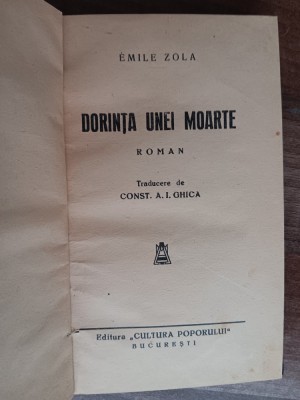 ÉMILE ZOLA
DORINȚA UNEI MOARTE
ROMAN
Traducere de
CONST. A. I. GHICA
Editura „CULTURA POPORULUI"
BUCUREȘTI